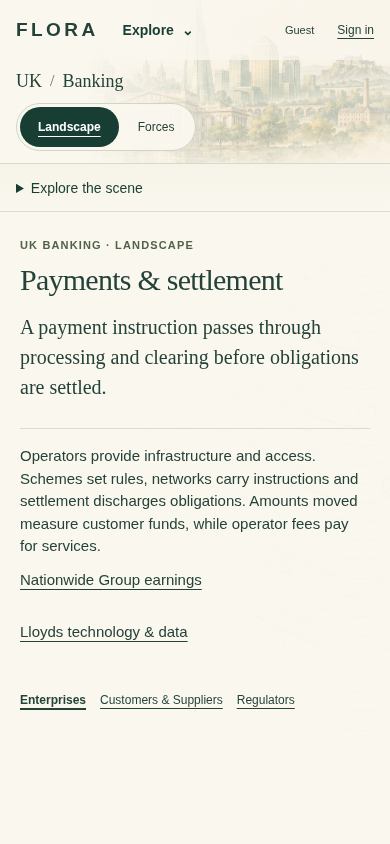 FLORA Explore Guest Sign in
UK / Banking
Landscape Forces
Explore the scene
UK BANKING · LANDSCAPE
Payments & settlement
A payment instruction passes through
processing and clearing before obligations
are settled.
Operators provide infrastructure and access.
Schemes set rules, networks carry instructions and
settlement discharges obligations. Amounts moved
measure customer funds, while operator fees pay
for services.
Nationwide Group earnings
Lloyds technology & data
Enterprises Customers & Suppliers Regulators